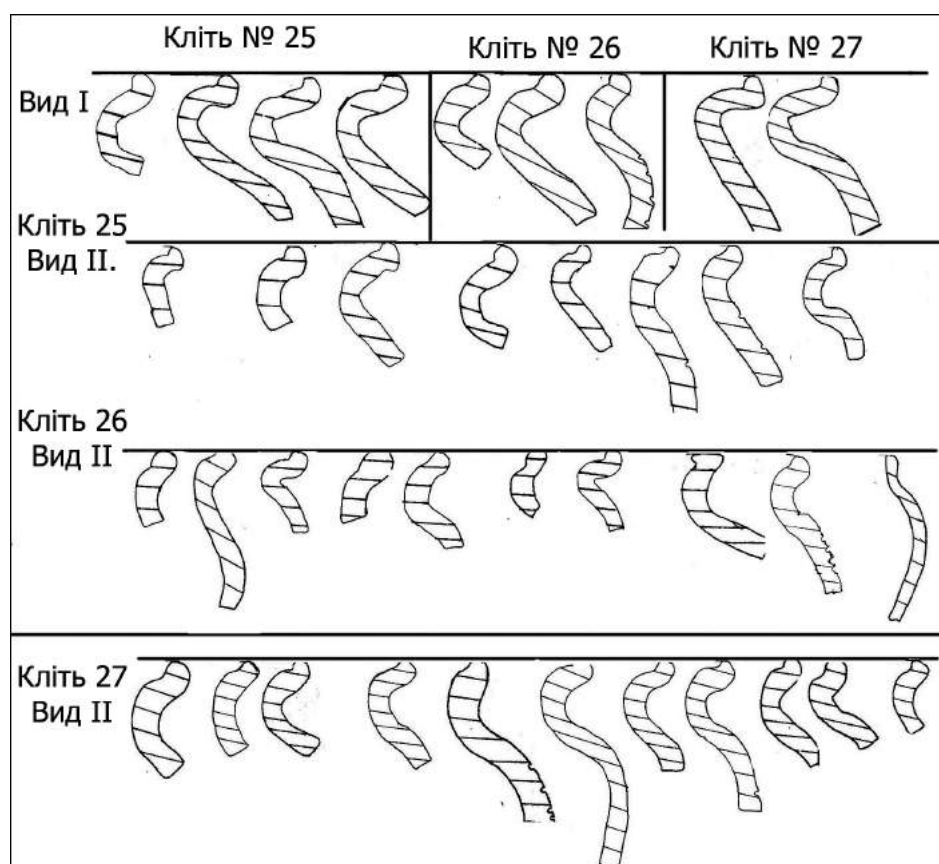 Кліть № 25
Кліть № 26
Кліть № 27
Вид I
Кліть 25
Вид II.
Кліть 26
Вид II
Кліть 27
Вид II